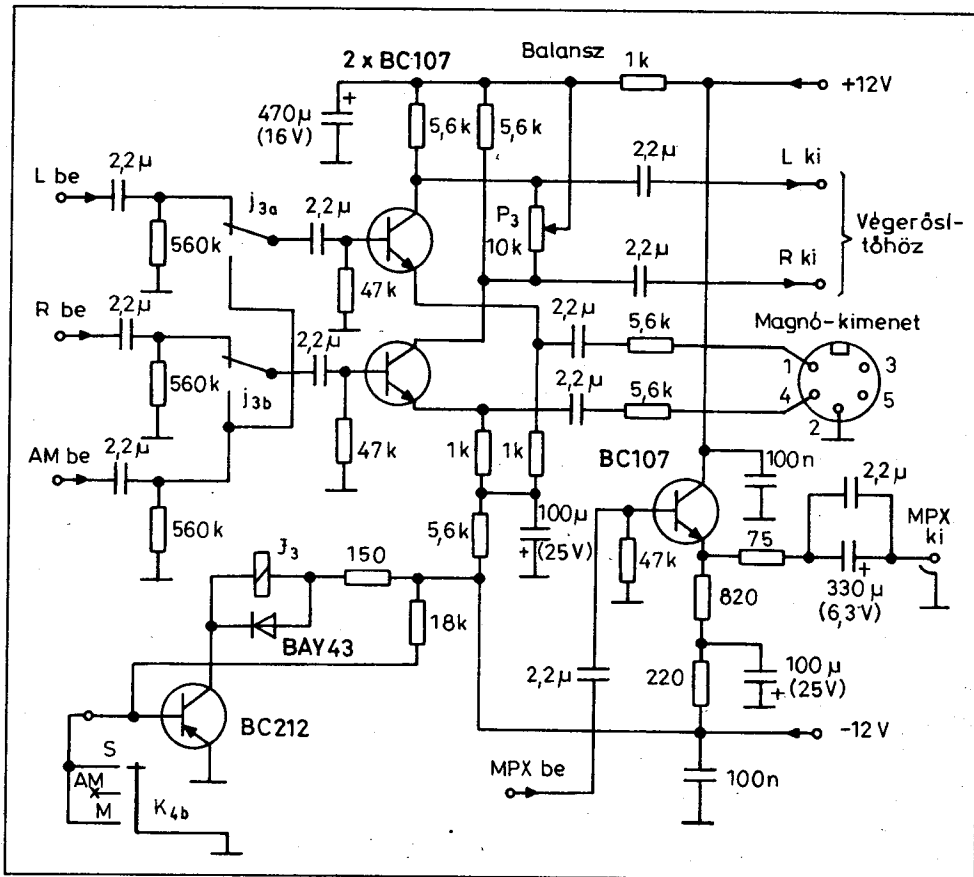 2 x BC107
Balansz
1k
+12V
470µ
(16V)
5,6k
5,6k
L be
2,2µ
j3a
2,2µ
2,2µ
L ki
560k
47k
P3
10k
2,2µ
R ki
Végerősí-
tőhöz
R be
2,2µ
2,2µ
2,2µ
5,6k
Magnó-kimenet
560k
j3b
47k
2,2µ
5,6k
1
3
4
5
2
AM be
2,2µ
1k
1k
BC107
100n
2,2µ
560k
5,6k
100µ
(25V)
47k
75
MPX
ki
J3
150
18k
820
330µ
(6,3V)
BAY43
2,2µ
220
100µ
(25V)
BC212
-12V
S
AM
M
K4b
MPX be
100n